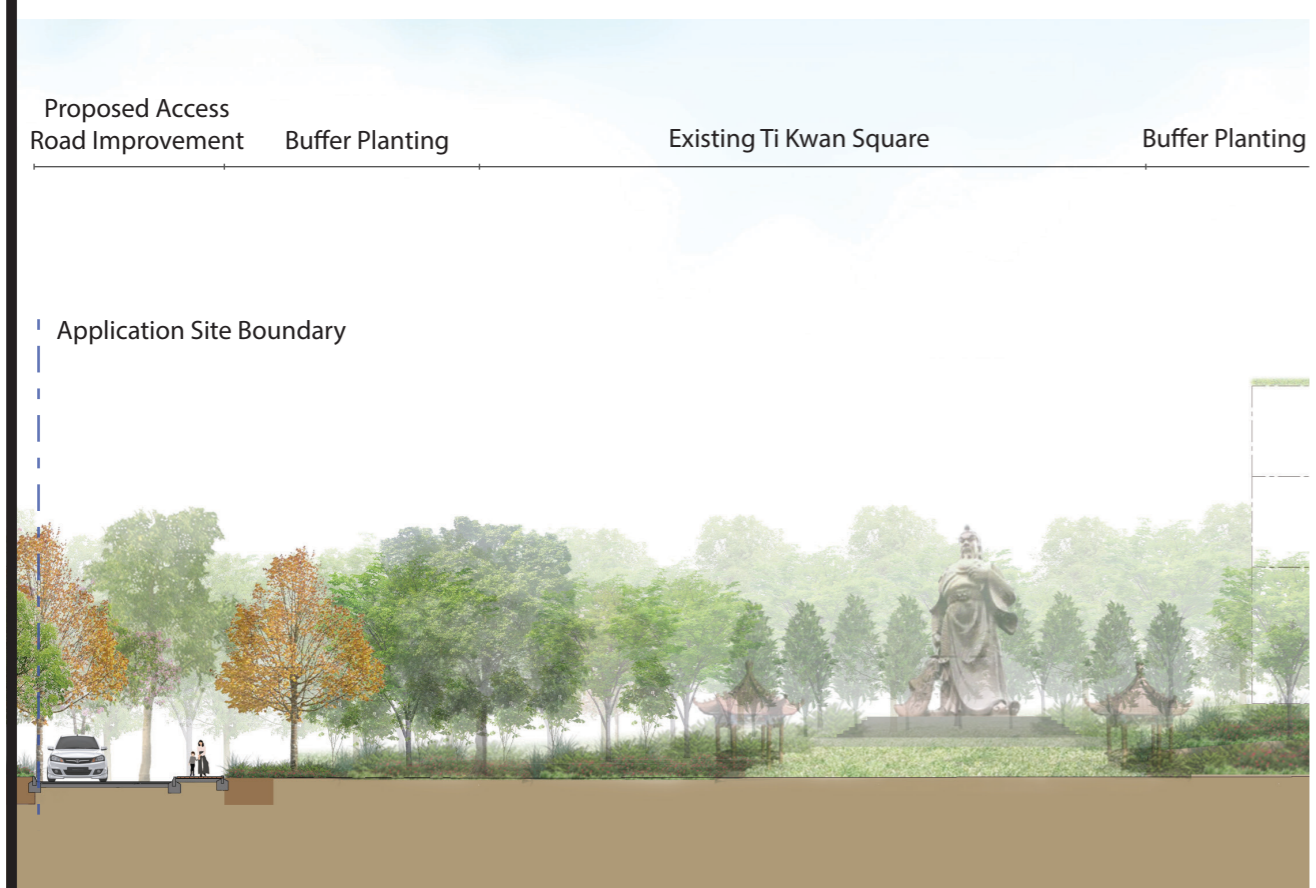 Proposed Access
Road Improvement
Buffer Planting
Existing Ti Kwan Square
Buffer Planting
Application Site Boundary